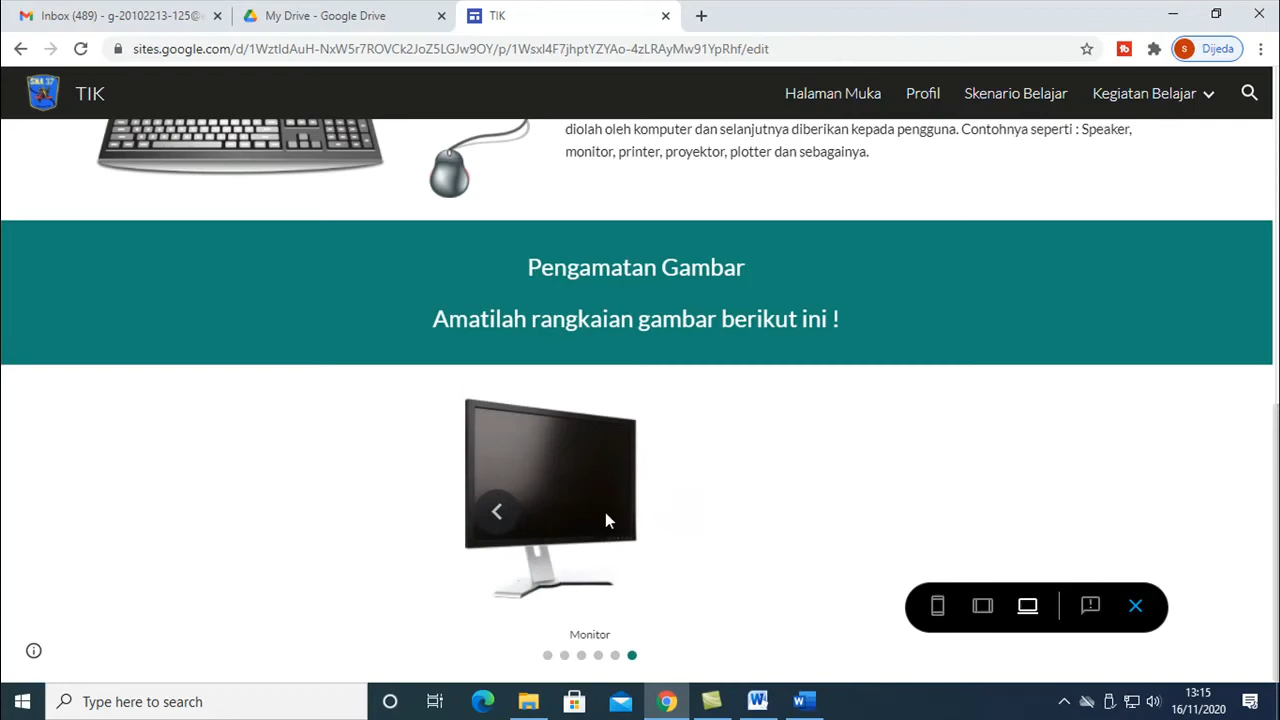 Inbox (489) - g-20102213-125@
My Drive - Google Drive
TIK
sites.google.com/d/1WztIdAuH-NxW5r7ROVCk2JoZ5LGJw9OY/p/1Wsxl4F7jhptYZYAo-4zLRAyMw91YpRhf/edit
S
Dijeda
SMA 37
TIK
Halaman Muka
Profil
Skenario Belajar
Kegiatan Belajar
diolah oleh komputer dan selanjutnya diberikan kepada pengguna. Contohnya seperti : Speaker,
monitor, printer, proyektor, plotter dan sebagainya.
Pengamatan Gambar
Amatilah rangkaian gambar berikut ini !
Monitor
Type here to search
13:15
16/11/2020